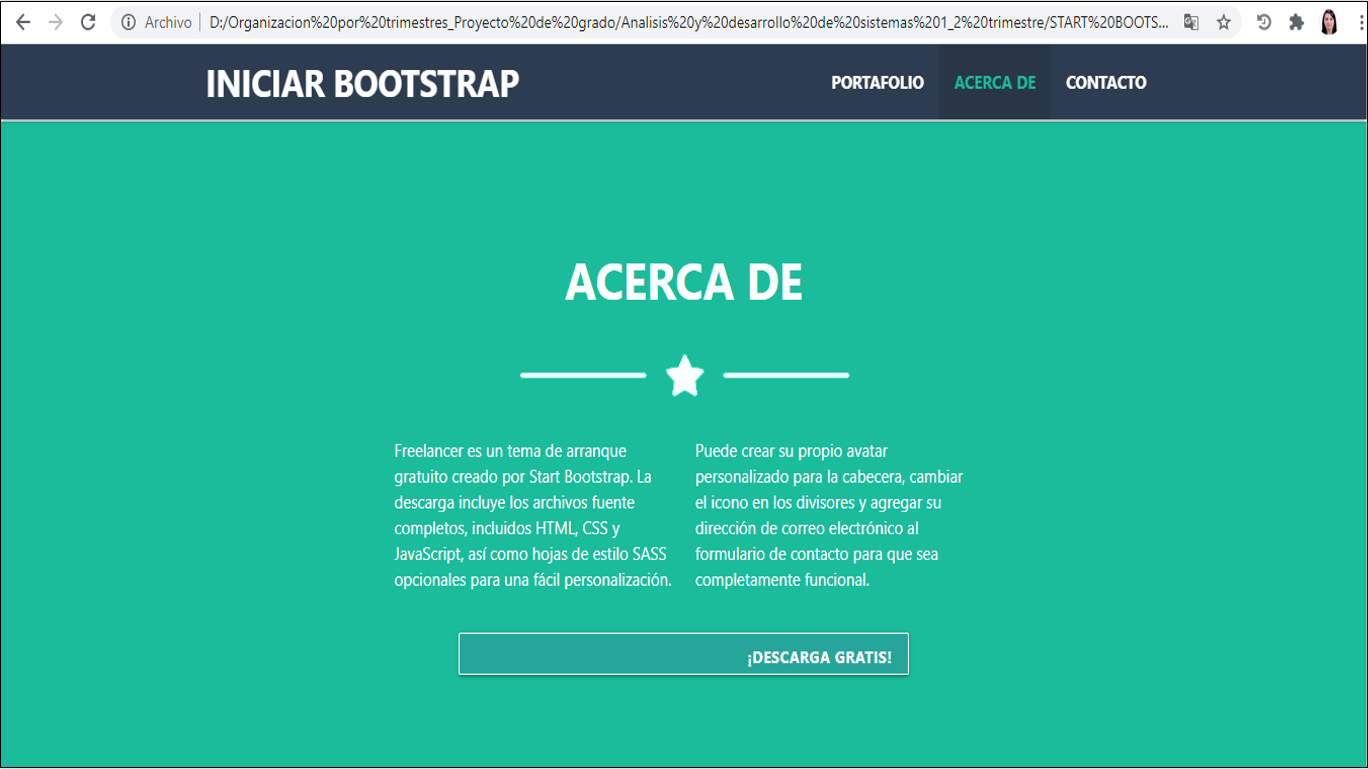 Archivo D:/Organizacion%20por%20trimestres_Proyecto%20de%20grado/Analisis%20y%20desarrollo%20de%20sistemas%201_2%20trimestre/START%20BOOTS...
INICIAR BOOTSTRAP
PORTAFOLIO ACERCA DE CONTACTO
ACERCA DE
Freelancer es un tema de arranque
gratuito creado por Start Bootstrap. La
descarga incluye los archivos fuente
completos, incluidos HTML, CSS y
JavaScript, así como hojas de estilo SASS
opcionales para una fácil personalización.
Puede crear su propio avatar
personalizado para la cabecera, cambiar
el icono en los divisores y agregar su
dirección de correo electrónico al
formulario de contacto para que sea
completamente funcional.
¡DESCARGA GRATIS!